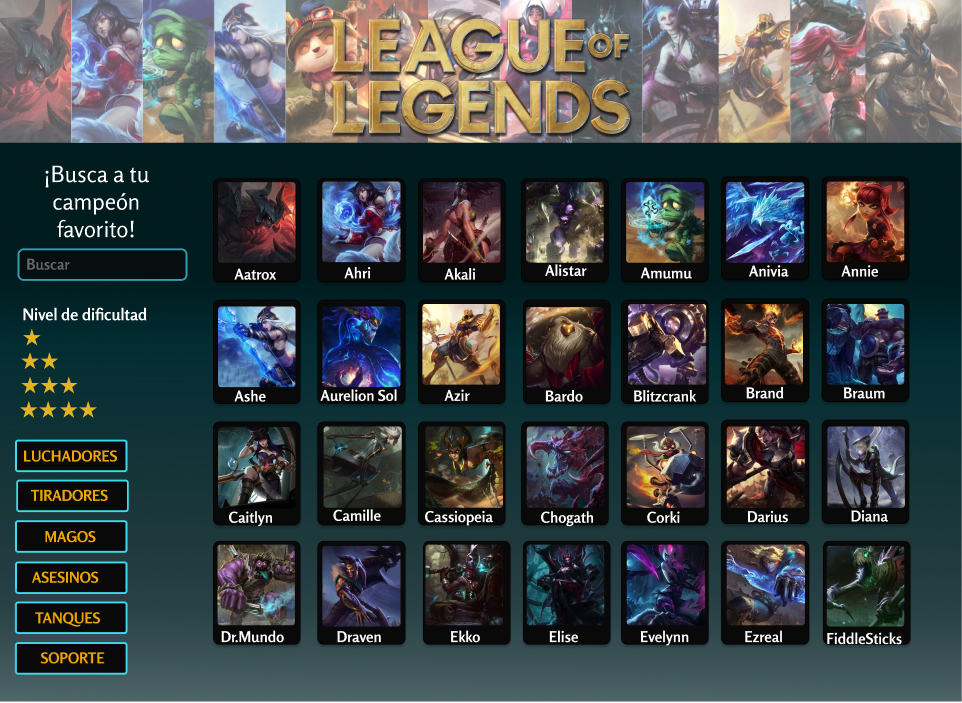 LEAGUE OF
LEGENDS
¡Busca a tu
campeón
favorito!
Buscar
Nivel de dificultad
LUCHADORES
TIRADORES
MAGOS
ASESINOS
TANQUES
SOPORTE
Aatrox
Ahri
Akali
Alistar
Amumu
Anivia
Annie
Ashe
Aurelion Sol
Azir
Bardo
Blitzcrank
Brand
Braum
Caitlyn
Camille
Cassiopeia
Chogath
Corki
Darius
Diana
Dr.Mundo
Draven
Ekko
Elise
Evelynn
Ezreal
FiddleSticks